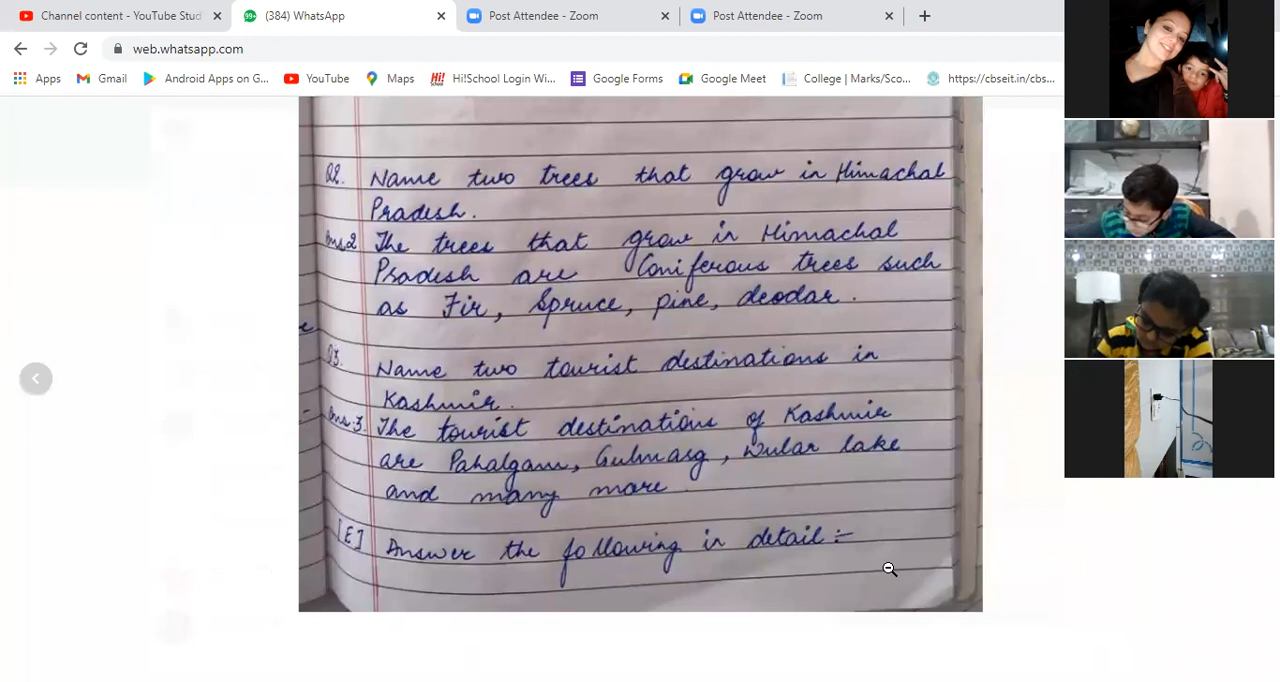 Channel content - YouTube Stud
(384) WhatsApp
Post Attendee - Zoom
Post Attendee - Zoom
web.whatsapp.com
Apps
Gmail
Android Apps on G...
YouTube
Maps
Hi!School Login Wi...
Google Forms
Google Meet
College | Marks/Sco...
https://cbseit.in/cbs...
Q2. Name two trees that grow in Himachal
Pradesh.
Ans.2 The trees that grow in Himachal
Pradesh are Coniferous trees such
as Fir, Spruce, pine, deodar.
Q3. Name two tourist destinations in
Kashmir.
Ans.3. The tourist destinations of Kashmir
are Pahalgam, Gulmarg, Wular lake
and many more.
[E] Answer the following in detail :-